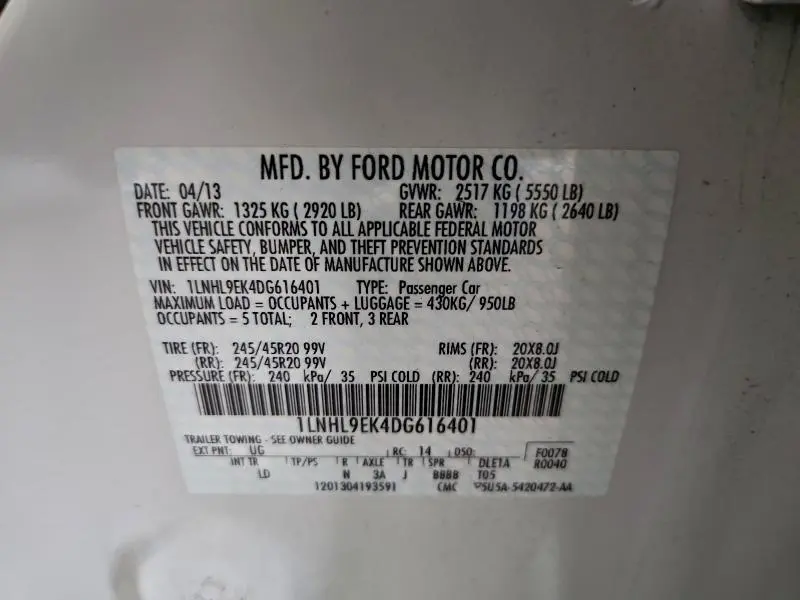 MFD. BY FORD MOTOR CO.
DATE: 04/13 GVWR: 2517 KG ( 5550 LB)
FRONT GAWR: 1325 KG ( 2920 LB) REAR GAWR: 1198 KG ( 2640 LB)
THIS VEHICLE CONFORMS TO ALL APPLICABLE FEDERAL MOTOR
VEHICLE SAFETY, BUMPER, AND THEFT PREVENTION STANDARDS
IN EFFECT ON THE DATE OF MANUFACTURE SHOWN ABOVE.
VIN: 1LNHL9EK4DG616401 TYPE: Passenger Car
MAXIMUM LOAD = OCCUPANTS + LUGGAGE = 430KG/ 950LB
OCCUPANTS = 5 TOTAL; 2 FRONT, 3 REAR
TIRE (FR): 245/45R20 99V RIMS (FR): 20X8.0J
(RR): 245/45R20 99V (RR): 20X8.0J
PRESSURE (FR): 240 kPa/ 35 PSI COLD (RR): 240 kPa/ 35 PSI COLD
1LNHL9EK4DG616401
TRAILER TOWING - SEE OWNER GUIDE
EXT PNT: UG RC: 14 DSO: F0078
INT TR TP/PS R AXLE TR SPR DLE1A R0040
LD N 3A J BBBB T05
1201304193591 CMC 5U5A-5420472-AA